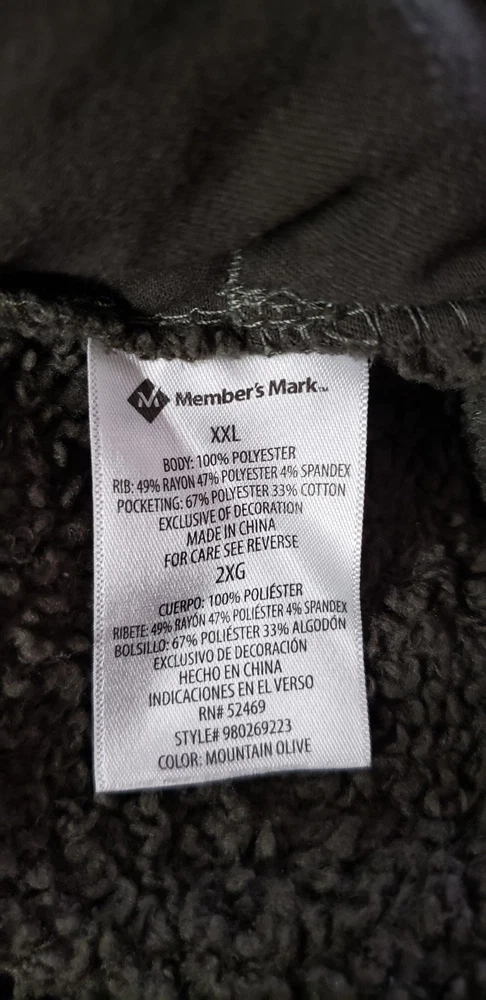 M Member's Mark™
XXL
BODY: 100% POLYESTER
RIB: 49% RAYON 47% POLYESTER 4% SPANDEX
POCKETING: 67% POLYESTER 33% COTTON
EXCLUSIVE OF DECORATION
MADE IN CHINA
FOR CARE SEE REVERSE
2XG
CUERPO: 100% POLIÉSTER
RIBETE: 49% RAYÓN 47% POLIÉSTER 4% SPANDEX
BOLSILLO: 67% POLIÉSTER 33% ALGODÓN
EXCLUSIVO DE DECORACIÓN
HECHO EN CHINA
INDICACIONES EN EL VERSO
RN# 52469
STYLE# 980269223
COLOR: MOUNTAIN OLIVE